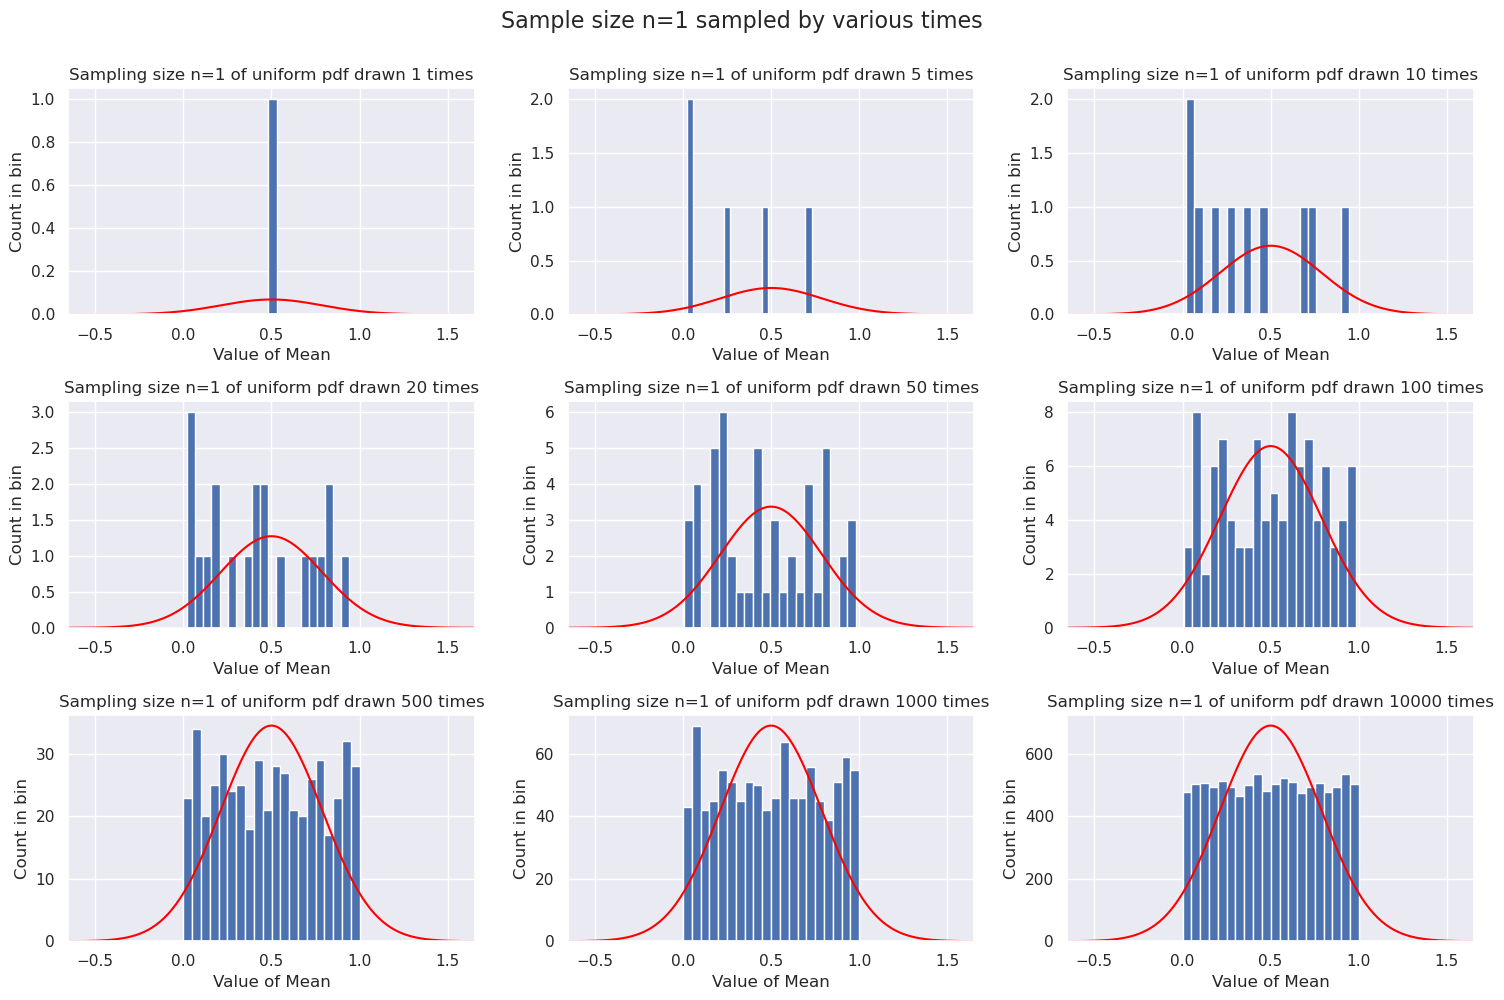 Sample size n=1 sampled by various times
Sampling size n=1 of uniform pdf drawn 1 times
Count in bin
1.0
0.8
0.6
0.4
0.2
0.0
−0.5 0.0 0.5 1.0 1.5
Value of Mean
Sampling size n=1 of uniform pdf drawn 5 times
Count in bin
2.0
1.5
1.0
0.5
0.0
−0.5 0.0 0.5 1.0 1.5
Value of Mean
Sampling size n=1 of uniform pdf drawn 10 times
Count in bin
2.0
1.5
1.0
0.5
0.0
−0.5 0.0 0.5 1.0 1.5
Value of Mean
Sampling size n=1 of uniform pdf drawn 20 times
Count in bin
3.0
2.5
2.0
1.5
1.0
0.5
0.0
−0.5 0.0 0.5 1.0 1.5
Value of Mean
Sampling size n=1 of uniform pdf drawn 50 times
Count in bin
6
5
4
3
2
1
0
−0.5 0.0 0.5 1.0 1.5
Value of Mean
Sampling size n=1 of uniform pdf drawn 100 times
Count in bin
8
6
4
2
0
−0.5 0.0 0.5 1.0 1.5
Value of Mean
Sampling size n=1 of uniform pdf drawn 500 times
Count in bin
30
20
10
0
−0.5 0.0 0.5 1.0 1.5
Value of Mean
Sampling size n=1 of uniform pdf drawn 1000 times
Count in bin
60
40
20
0
−0.5 0.0 0.5 1.0 1.5
Value of Mean
Sampling size n=1 of uniform pdf drawn 10000 times
Count in bin
600
400
200
0
−0.5 0.0 0.5 1.0 1.5
Value of Mean